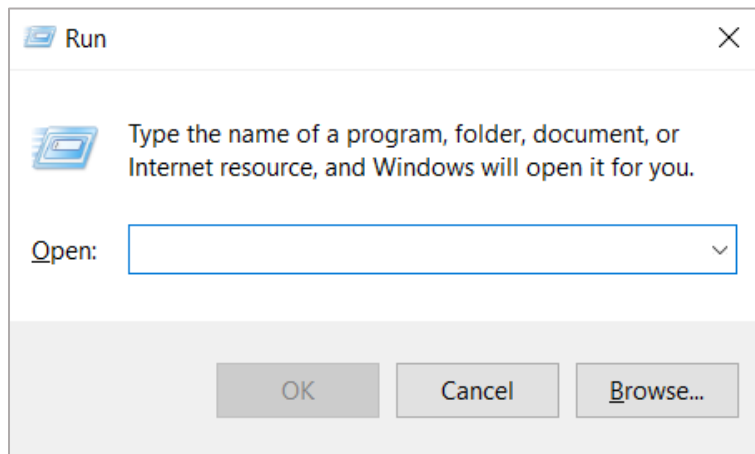 Run
Type the name of a program, folder, document, or
Internet resource, and Windows will open it for you.
Open:
OK Cancel Browse...